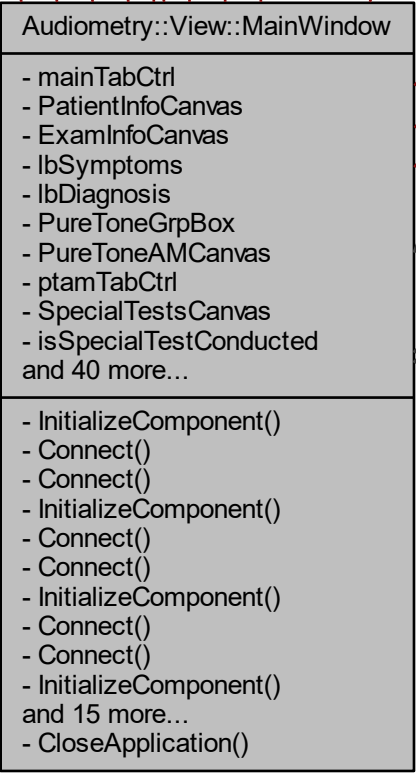 Audiometry::View::MainWindow
- mainTabCtrl
- PatientInfoCanvas
- ExamInfoCanvas
- lbSymptoms
- lbDiagnosis
- PureToneGrpBox
- PureToneAMCanvas
- ptamTabCtrl
- SpecialTestsCanvas
- isSpecialTestConducted
and 40 more...
- InitializeComponent()
- Connect()
- Connect()
- InitializeComponent()
- Connect()
- Connect()
- InitializeComponent()
- Connect()
- Connect()
- InitializeComponent()
and 15 more...
- CloseApplication()